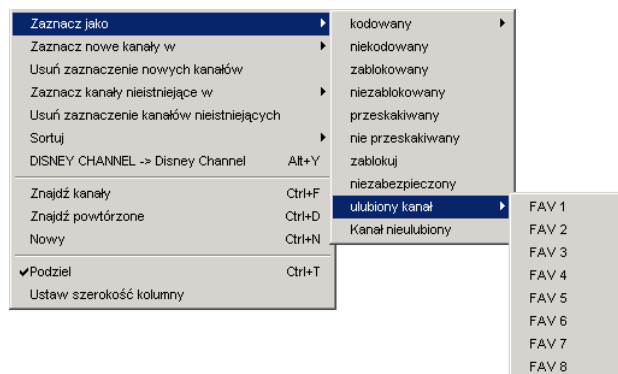 Zaznacz jako
Zaznacz nowe kanały w
Usuń zaznaczenie nowych kanałów
Zaznacz kanały nieistniejące w
Usuń zaznaczenie kanałów nieistniejących
Sortuj
DISNEY CHANNEL -> Disney Channel Alt+Y
Znajdź kanały Ctrl+F
Znajdź powtórzone Ctrl+D
Nowy Ctrl+N
Podziel Ctrl+T
Ustaw szerokość kolumny
kodowany
niekodowany
zablokowany
niezablokowany
przeskakiwany
nie przeskakiwany
zablokuj
niezabezpieczony
ulubiony kanał
Kanał nieulubiony
FAV 1
FAV 2
FAV 3
FAV 4
FAV 5
FAV 6
FAV 7
FAV 8